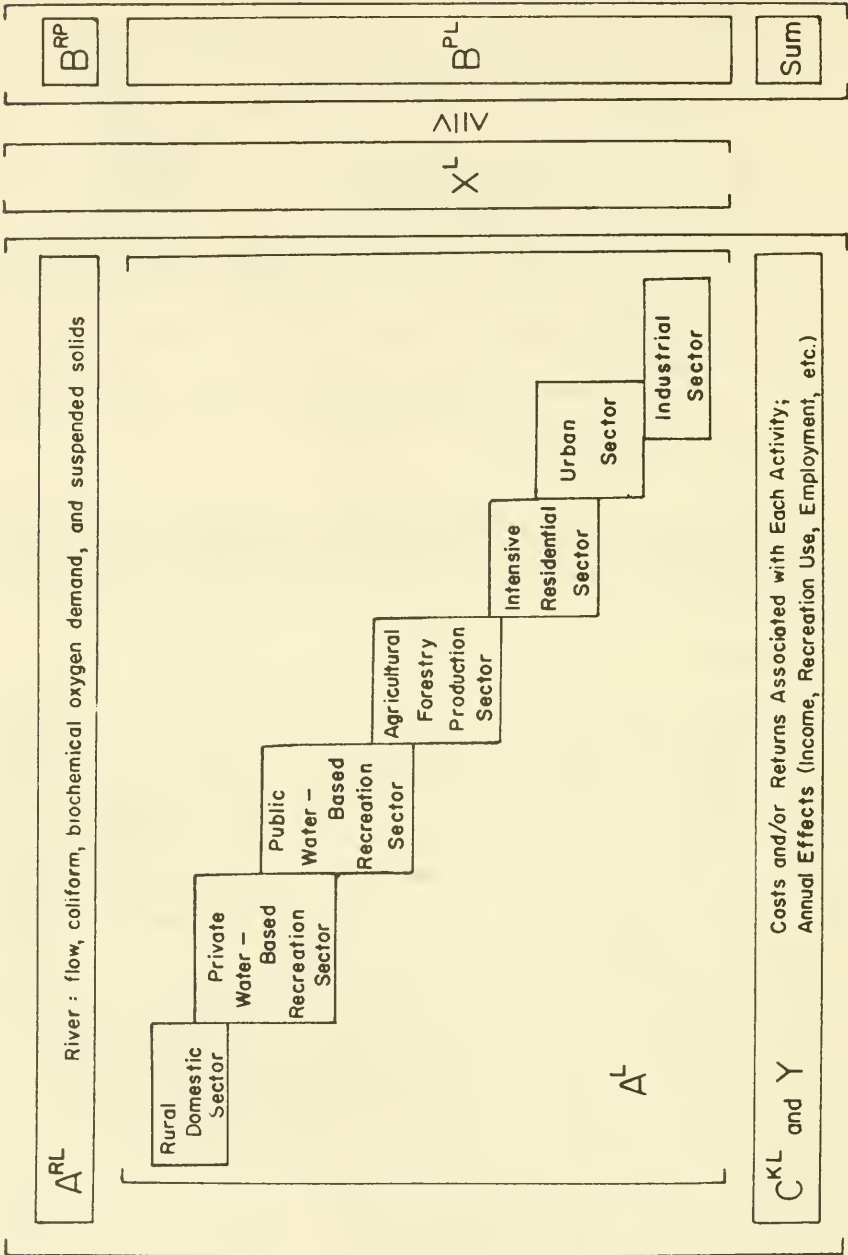 A^RL River : flow, coliform, biochemical oxygen demand, and suspended solids
Rural
Domestic
Sector
Private
Water –
Based
Recreation
Sector
Public
Water –
Based
Recreation
Sector
Agricultural
Forestry
Production
Sector
Intensive
Residential
Sector
Urban
Sector
Industrial
Sector
A^L
C^KL and Y
Costs and/or Returns Associated with Each Activity;
Annual Effects (Income, Recreation Use, Employment, etc.)
X^L
<||>
B^RP
B^PL
Sum